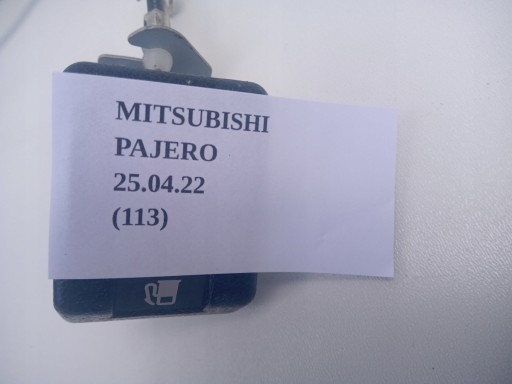 MITSUBISHI
PAJERO
25.04.22
(113)